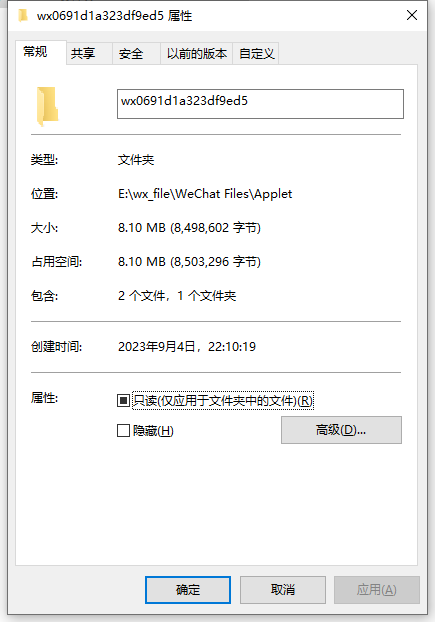 wx0691d1a323df9ed5 属性
常规 共享 安全 以前的版本 自定义
wx0691d1a323df9ed5
类型: 文件夹
位置: E:\wx_file\WeChat Files\Applet
大小: 8.10 MB (8,498,602 字节)
占用空间: 8.10 MB (8,503,296 字节)
包含: 2 个文件，1 个文件夹
创建时间: 2023年9月4日，22:10:19
属性: 只读(仅应用于文件夹中的文件)(R)
隐藏(H) 高级(D)...
确定 取消 应用(A)